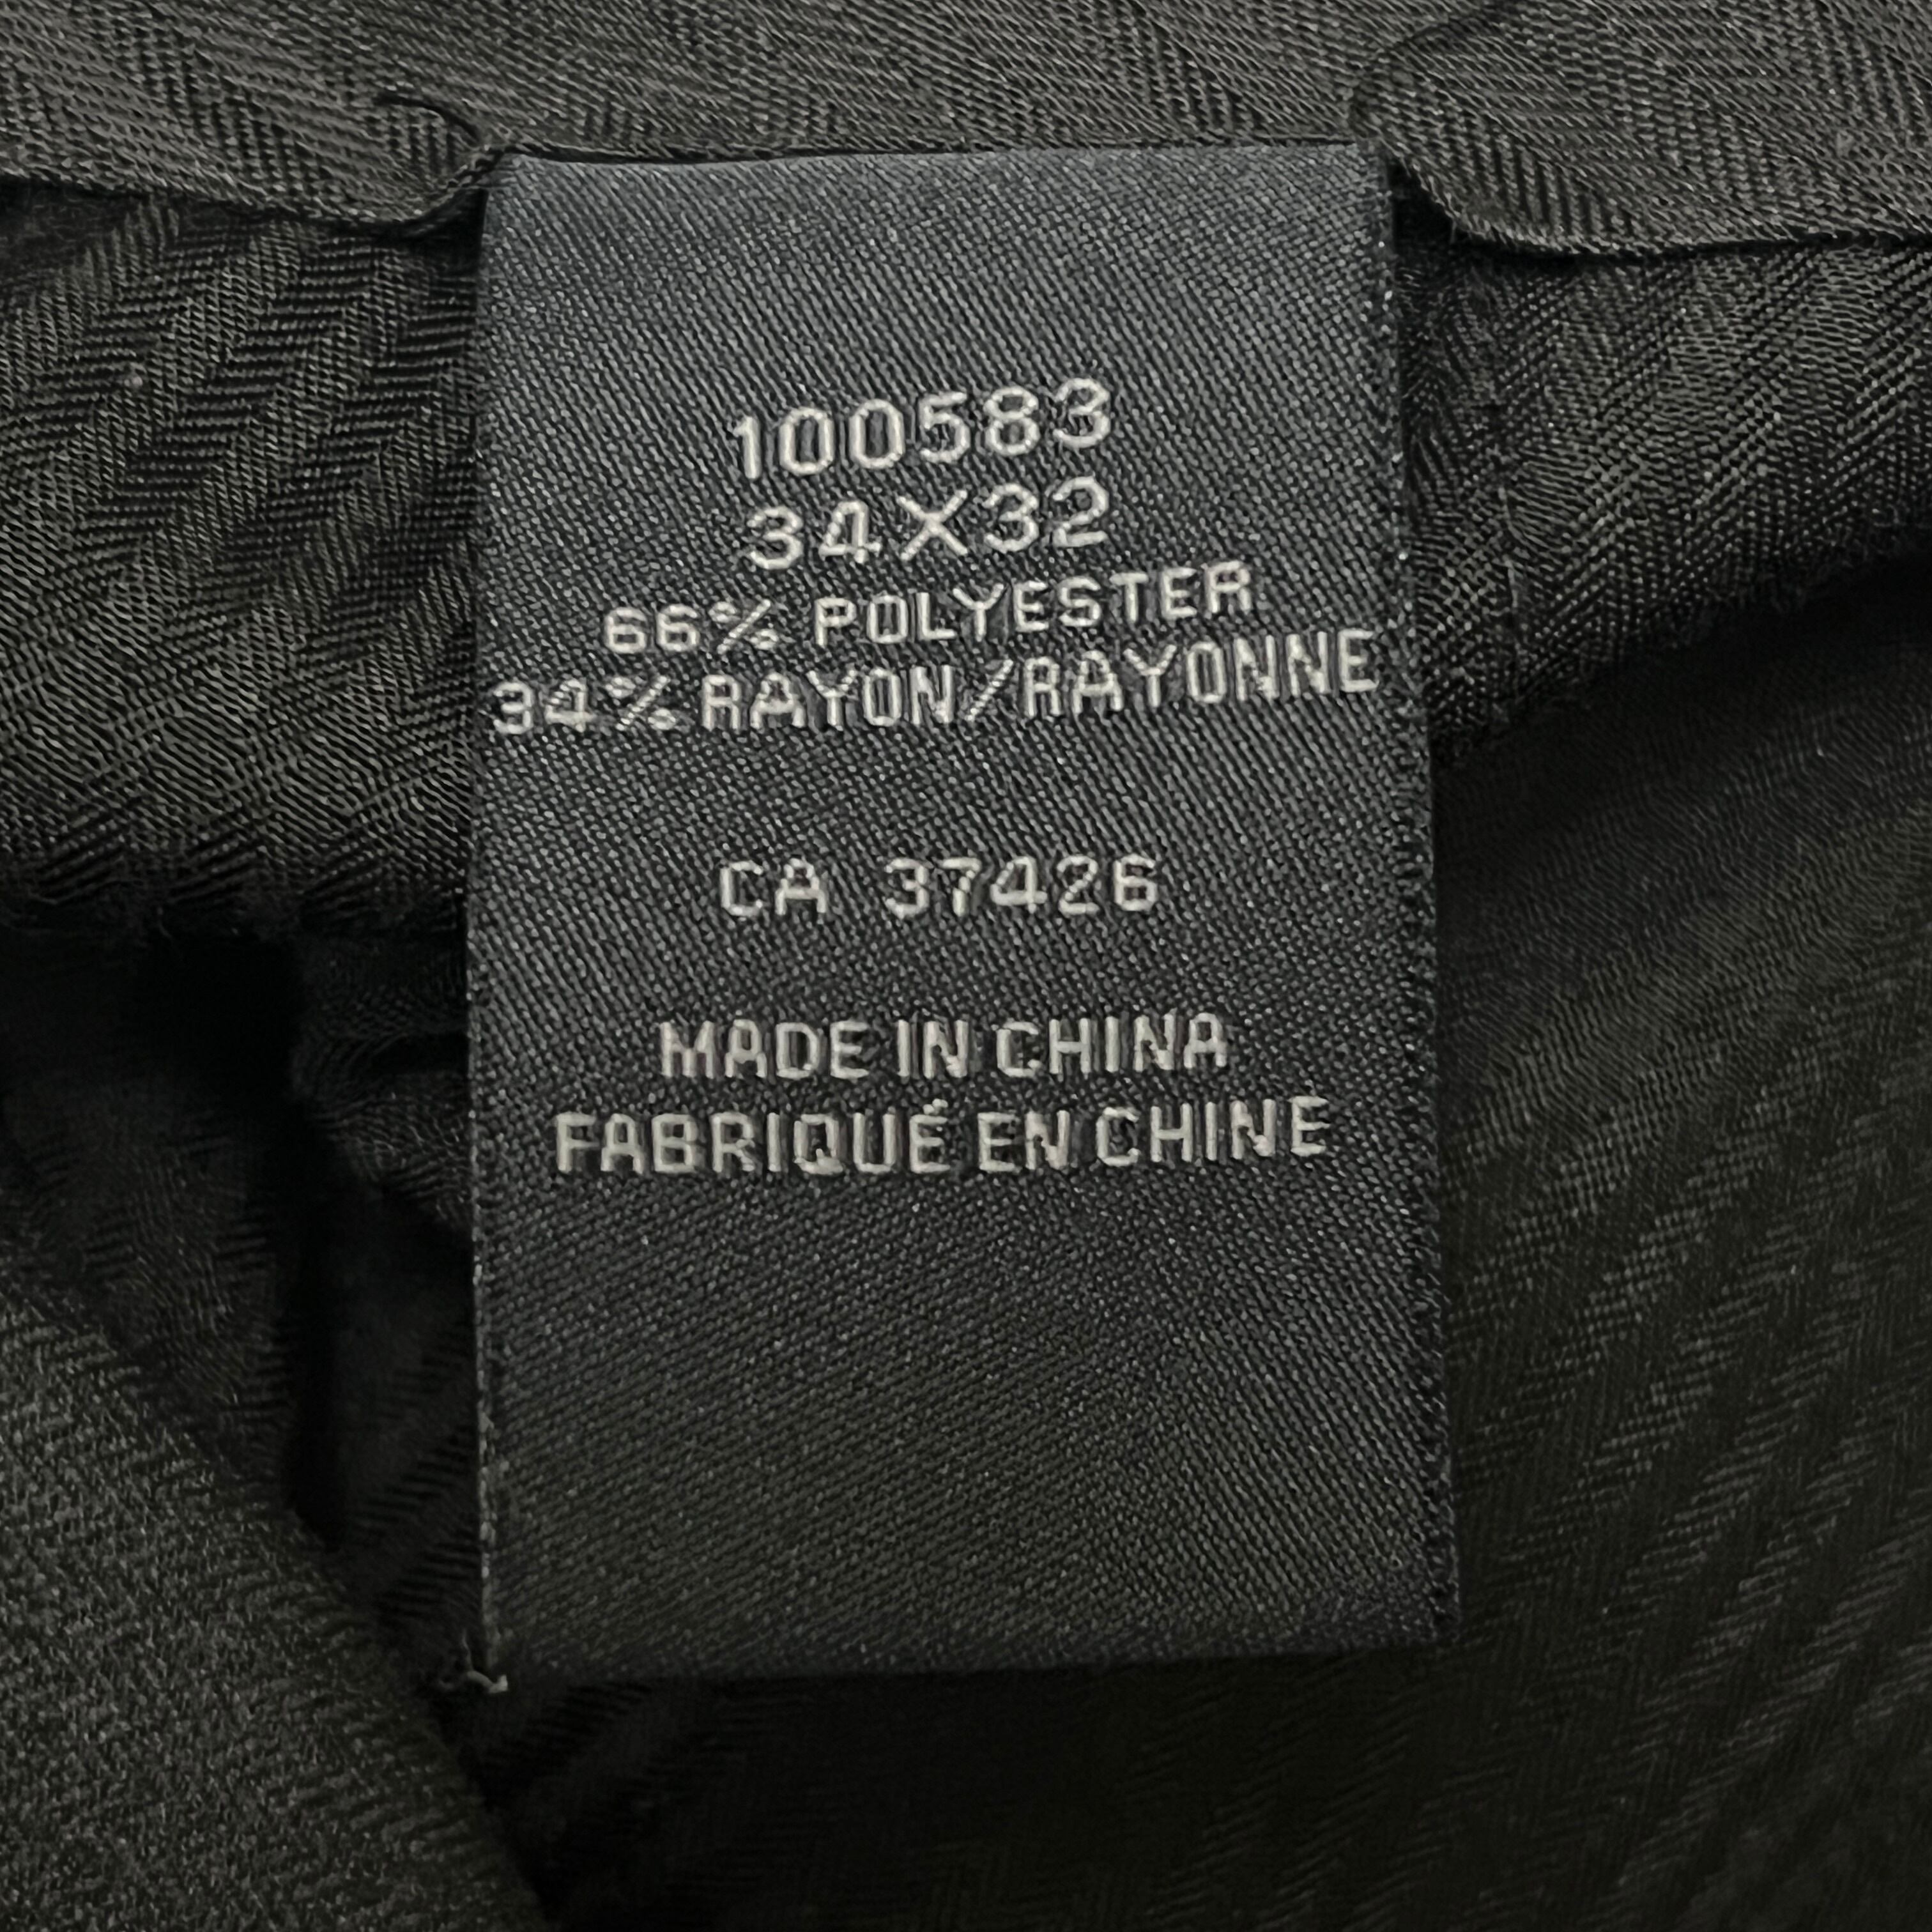 100583
34X32
66% POLYESTER
34% RAYON/RAYONNE
CA 37426
MADE IN CHINA
FABRIQUÉ EN CHINE